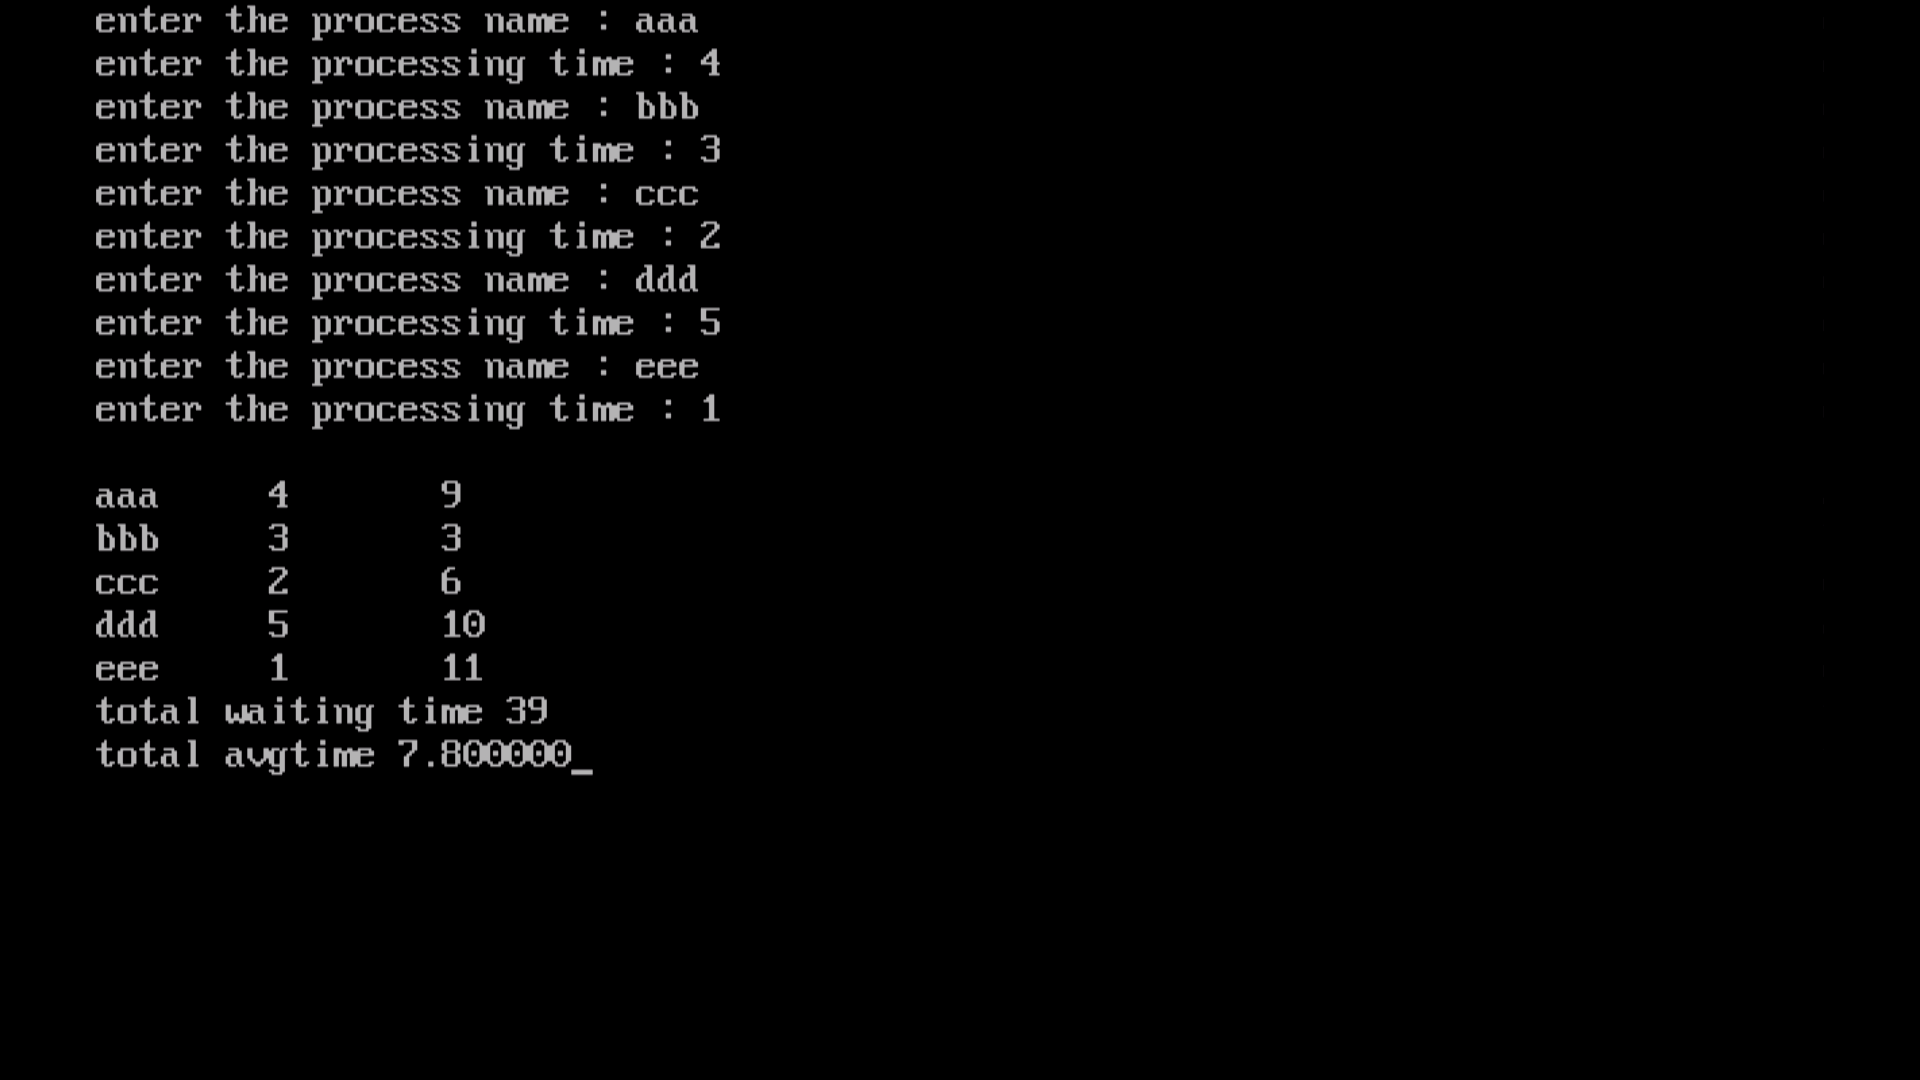 enter the process name : aaa
enter the processing time : 4
enter the process name : bbb
enter the processing time : 3
enter the process name : ccc
enter the processing time : 2
enter the process name : ddd
enter the processing time : 5
enter the process name : eee
enter the processing time : 1
aaa 4 9
bbb 3 3
ccc 2 6
ddd 5 10
eee 1 11
total waiting time 39
total avgtime 7.800000_